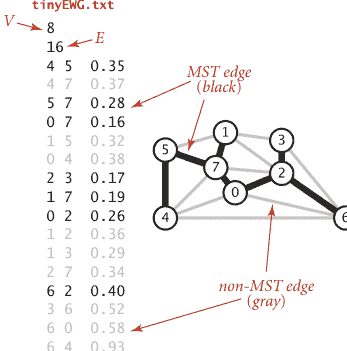 tinyEWG.txt
V
8
16
E
4 5 0.35
4 7 0.37
5 7 0.28
0 7 0.16
1 5 0.32
0 4 0.38
2 3 0.17
1 7 0.19
0 2 0.26
1 2 0.36
1 3 0.29
2 7 0.34
6 2 0.40
3 6 0.52
6 0 0.58
6 4 0.93
MST edge
(black)
1
3
5
7
2
0
4
6
non-MST edge
(gray)